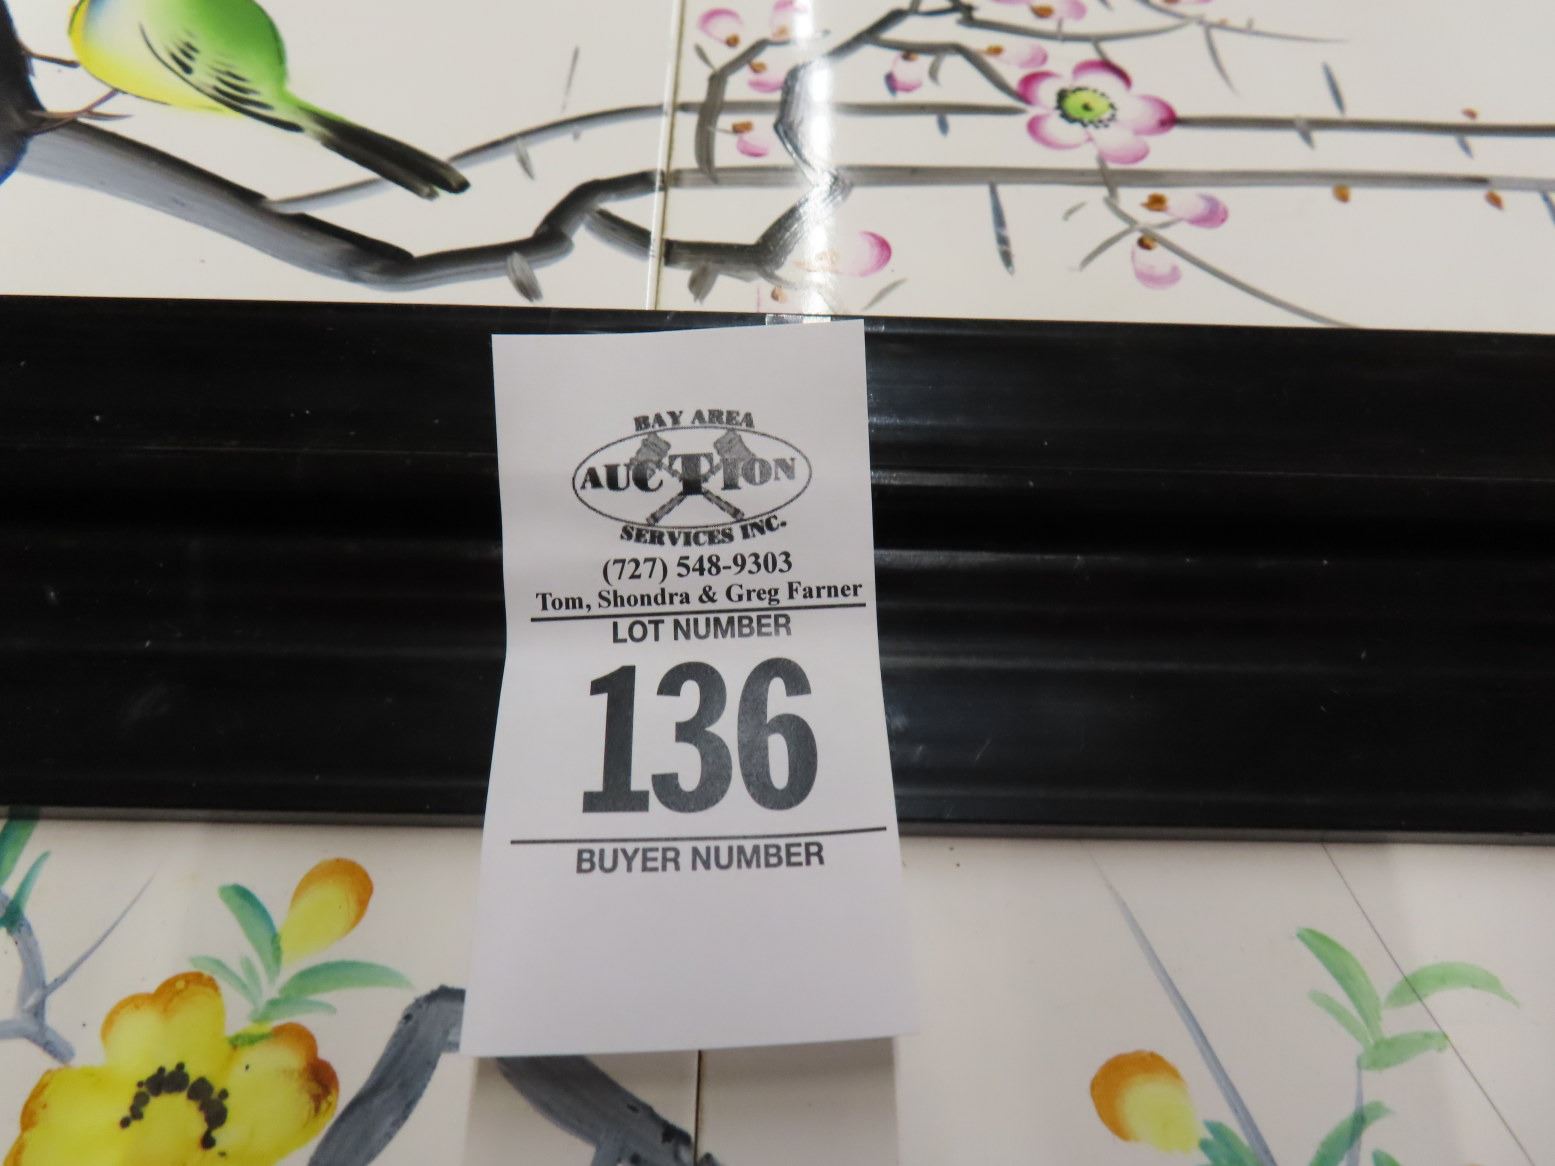 BAY AREA
AUCTION
SERVICES INC.
(727) 548-9303
Tom, Shondra & Greg Farner
LOT NUMBER
136
BUYER NUMBER